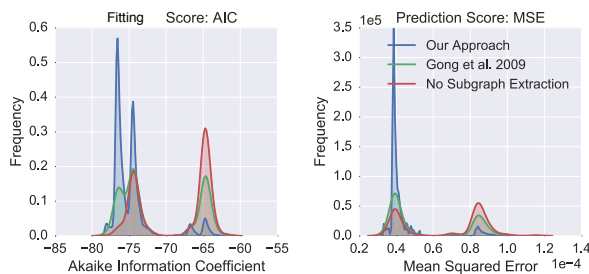 Fitting Score: AIC
0.6
0.5
0.4
0.3
0.2
0.1
0.0
Frequency
−85 −80 −75 −70 −65 −60 −55
Akaike Information Coefficient
Prediction Score: MSE
1e5
3.5
3.0
2.5
2.0
1.5
1.0
0.5
0.0
Frequency
Our Approach
Gong et al. 2009
No Subgraph Extraction
0.2 0.4 0.6 0.8 1.0 1.2 1.4
1e−4
Mean Squared Error